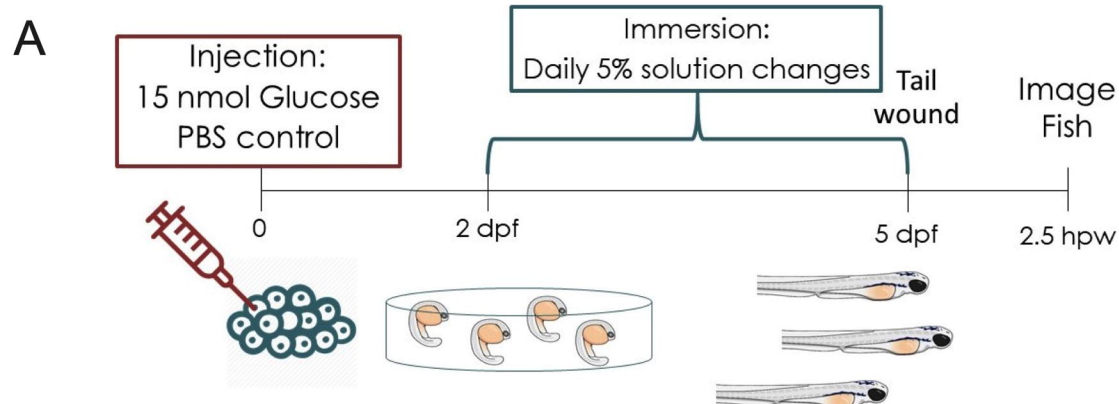 A
Injection:
15 nmol Glucose
PBS control
Immersion:
Daily 5% solution changes
Tail
wound
Image
Fish
0
2 dpf
5 dpf
2.5 hpw